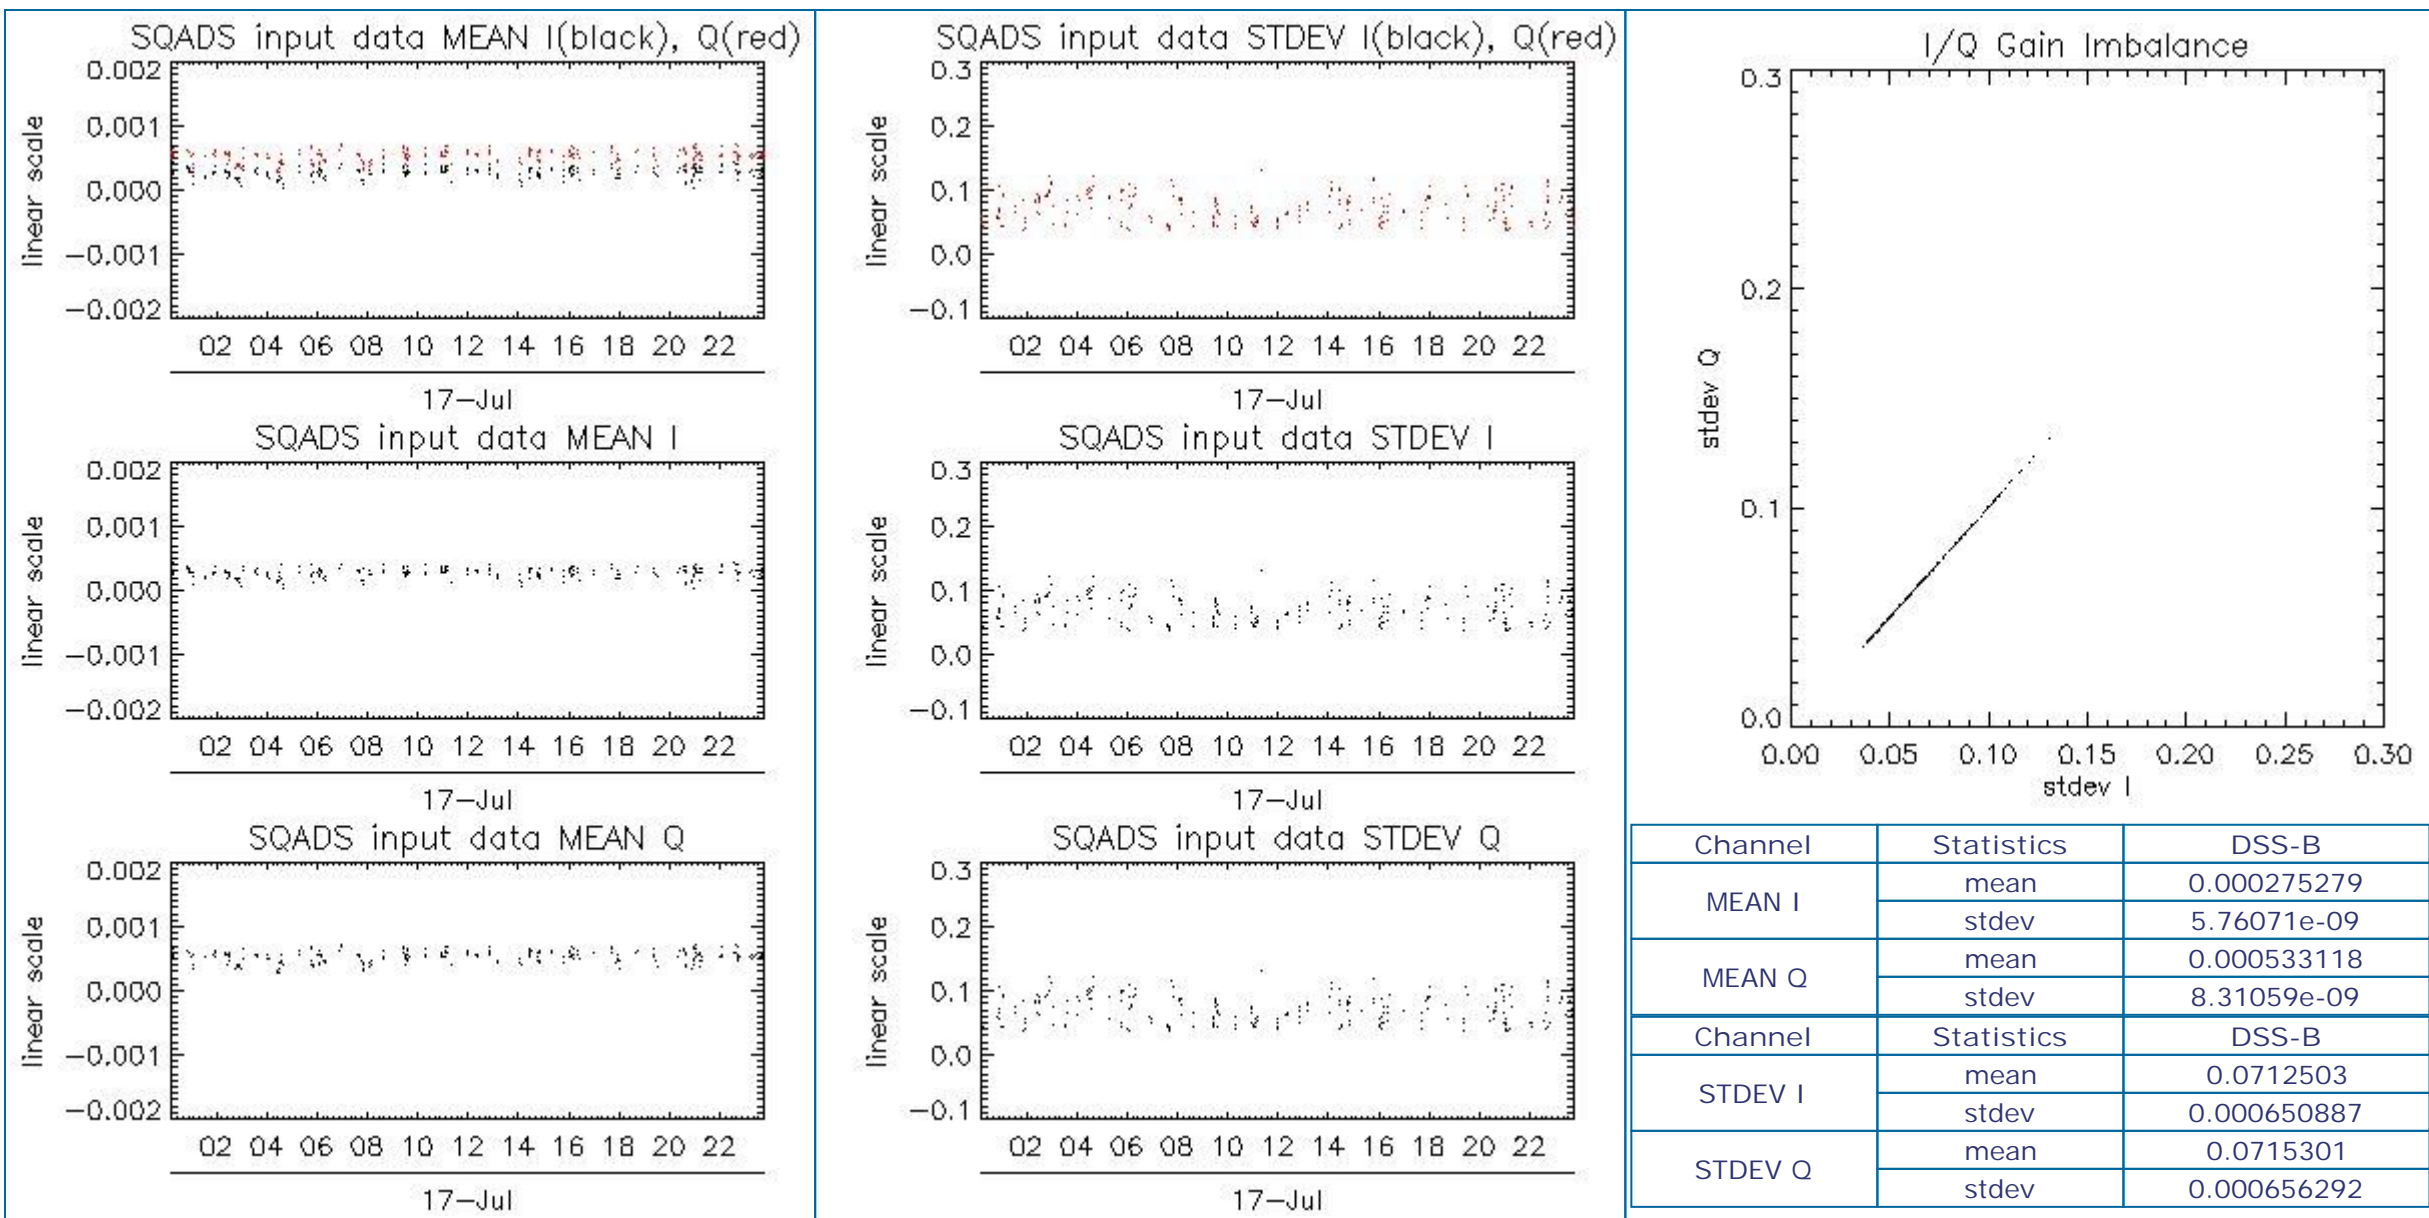 SQADS input data MEAN I(black), Q(red)
0.002
0.001
0.000
-0.001
-0.002
linear scale
02 04 06 08 10 12 14 16 18 20 22
17-Jul
SQADS input data MEAN I
0.002
0.001
0.000
-0.001
-0.002
linear scale
02 04 06 08 10 12 14 16 18 20 22
17-Jul
SQADS input data MEAN Q
0.002
0.001
0.000
-0.001
-0.002
linear scale
02 04 06 08 10 12 14 16 18 20 22
17-Jul
SQADS input data STDEV I(black), Q(red)
0.3
0.2
0.1
0.0
-0.1
linear scale
02 04 06 08 10 12 14 16 18 20 22
17-Jul
SQADS input data STDEV I
0.3
0.2
0.1
0.0
-0.1
linear scale
02 04 06 08 10 12 14 16 18 20 22
17-Jul
SQADS input data STDEV Q
0.3
0.2
0.1
0.0
-0.1
linear scale
02 04 06 08 10 12 14 16 18 20 22
17-Jul
I/Q Gain Imbalance
0.3
0.2
0.1
0.0
stdev Q
0.00 0.05 0.10 0.15 0.20 0.25 0.30
stdev I
Channel Statistics DSS-B
MEAN I mean 0.000275279
stdev 5.76071e-09
MEAN Q mean 0.000533118
stdev 8.31059e-09
Channel Statistics DSS-B
STDEV I mean 0.0712503
stdev 0.000650887
STDEV Q mean 0.0715301
stdev 0.000656292